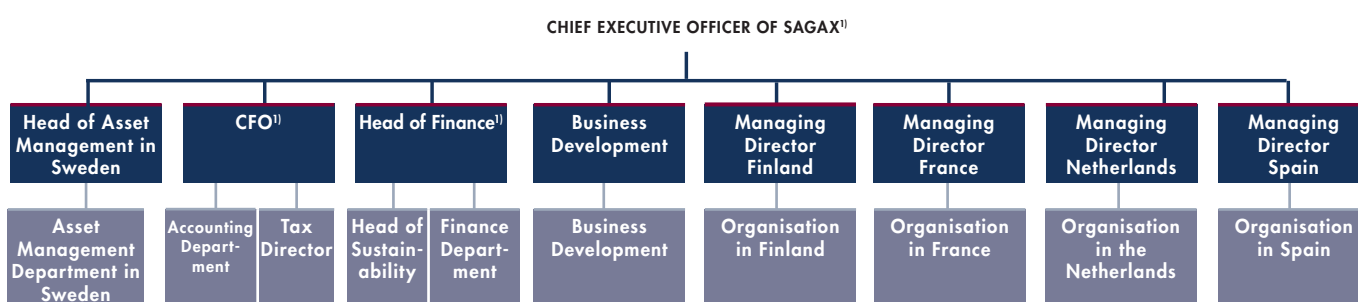 CHIEF EXECUTIVE OFFICER OF SAGAX¹⁾
Head of Asset
Management in
Sweden
CFO¹⁾
Head of Finance¹⁾
Business
Development
Managing
Director
Finland
Managing
Director
France
Managing
Director
Netherlands
Managing
Director
Spain
Asset
Management
Department in
Sweden
Accounting
Depart-
ment
Tax
Director
Head of
Sustain-
ability
Finance
Depart-
ment
Business
Development
Organisation
in Finland
Organisation
in France
Organisation
in the
Netherlands
Organisation
in Spain